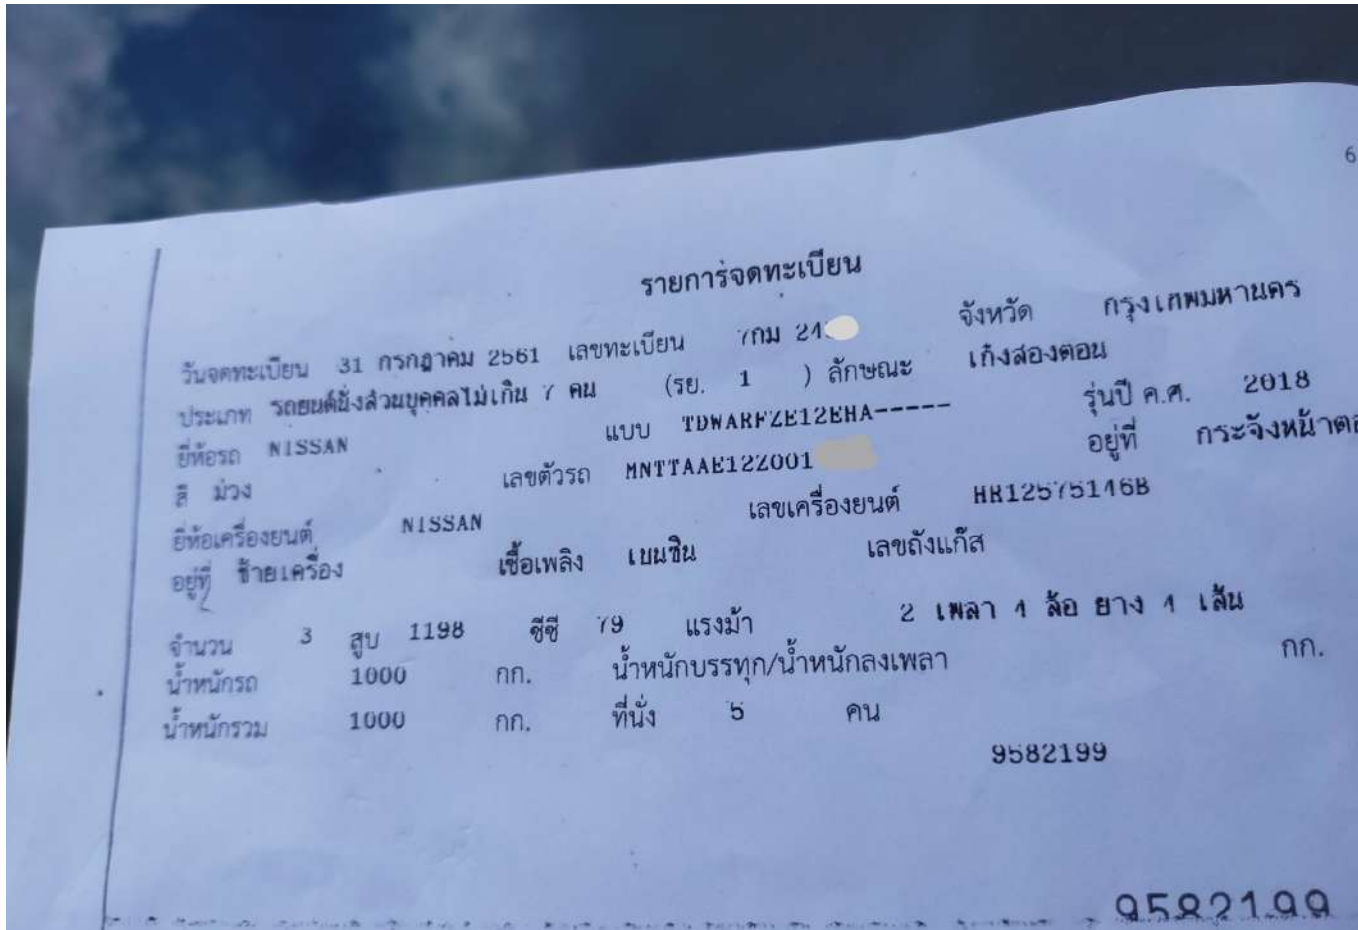 6
รายการจดทะเบียน
วันจดทะเบียน 31 กรกฎาคม 2561 เลขทะเบียน 7กม 24 จังหวัด กรุงเทพมหานคร
ประเภท รถยนต์นั่งส่วนบุคคลไม่เกิน 7 คน (รย. 1 ) ลักษณะ เก๋งสองตอน
ยี่ห้อรถ NISSAN แบบ TDWARFZE12EHA----- รุ่นปี ค.ศ. 2018
สี ม่วง เลขตัวรถ MNTTAAE12Z001 อยู่ที่ กระจังหน้า
ยี่ห้อเครื่องยนต์ NISSAN เลขเครื่องยนต์ HR12575146B
อยู่ที่ ซ้ายเครื่อง เชื้อเพลิง เบนซิน เลขถังแก๊ส
จำนวน 3 สูบ 1198 ซีซี 79 แรงม้า 2 เพลา 4 ล้อ ยาง 4 เส้น
น้ำหนักรถ 1000 กก. น้ำหนักบรรทุก/น้ำหนักลงเพลา กก.
น้ำหนักรวม 1000 กก. ที่นั่ง 5 คน
9582199
9582199